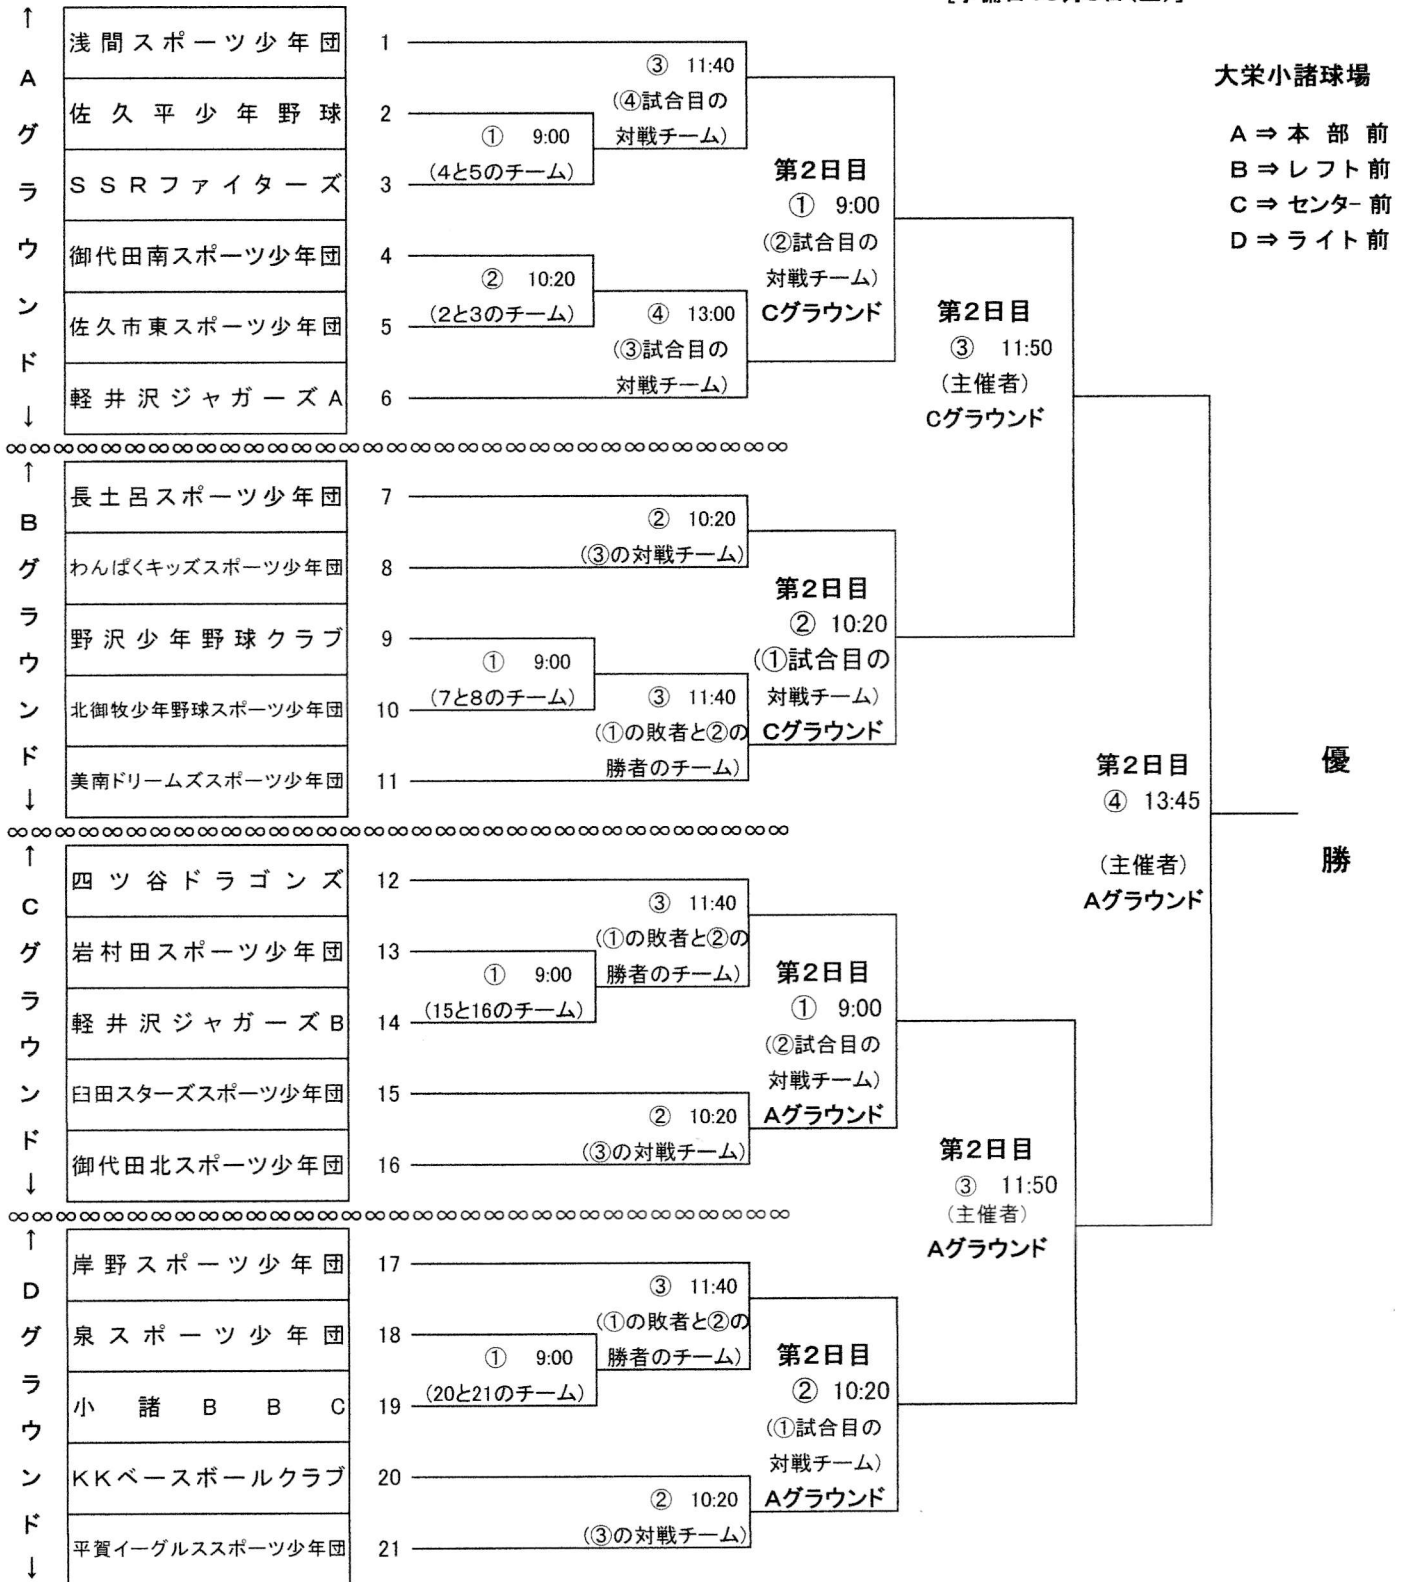 大栄小諸球場
A ⇒ 本 部 前
B ⇒ レフト 前
C ⇒ センター 前
D ⇒ ライト 前
↑ A グ ラ ウ ン ド ↓
浅間スポーツ少年団 1
佐久平少年野球 2
SSRファイターズ 3
御代田南スポーツ少年団 4
佐久市東スポーツ少年団 5
軽井沢ジャガーズA 6
① 9:00
(4と5のチーム)
② 10:20
(2と3のチーム)
③ 11:40
(④試合目の
対戦チーム)
④ 13:00
(③試合目の
対戦チーム)
第2日目
① 9:00
(②試合目の
対戦チーム)
Cグラウンド
↑ B グ ラ ウ ン ド ↓
長土呂スポーツ少年団 7
わんぱくキッズスポーツ少年団 8
野沢少年野球クラブ 9
北御牧少年野球スポーツ少年団 10
美南ドリームズスポーツ少年団 11
② 10:20
(③の対戦チーム)
① 9:00
(7と8のチーム)
③ 11:40
(①の敗者と②の
勝者のチーム)
第2日目
② 10:20
(①試合目の
対戦チーム)
Cグラウンド
第2日目
③ 11:50
(主催者)
Cグラウンド
↑ C グ ラ ウ ン ド ↓
四ツ谷ドラゴンズ 12
岩村田スポーツ少年団 13
軽井沢ジャガーズB 14
臼田スターズスポーツ少年団 15
御代田北スポーツ少年団 16
③ 11:40
(①の敗者と②の
勝者のチーム)
① 9:00
(15と16のチーム)
② 10:20
(③の対戦チーム)
第2日目
① 9:00
(②試合目の
対戦チーム)
Aグラウンド
↑ D グ ラ ウ ン ド ↓
岸野スポーツ少年団 17
泉スポーツ少年団 18
小諸BBC 19
KKベースボールクラブ 20
平賀イーグルススポーツ少年団 21
③ 11:40
(①の敗者と②の
勝者のチーム)
① 9:00
(20と21のチーム)
② 10:20
(③の対戦チーム)
第2日目
② 10:20
(①試合目の
対戦チーム)
Aグラウンド
第2日目
③ 11:50
(主催者)
Aグラウンド
第2日目
④ 13:45
(主催者)
Aグラウンド
優
勝